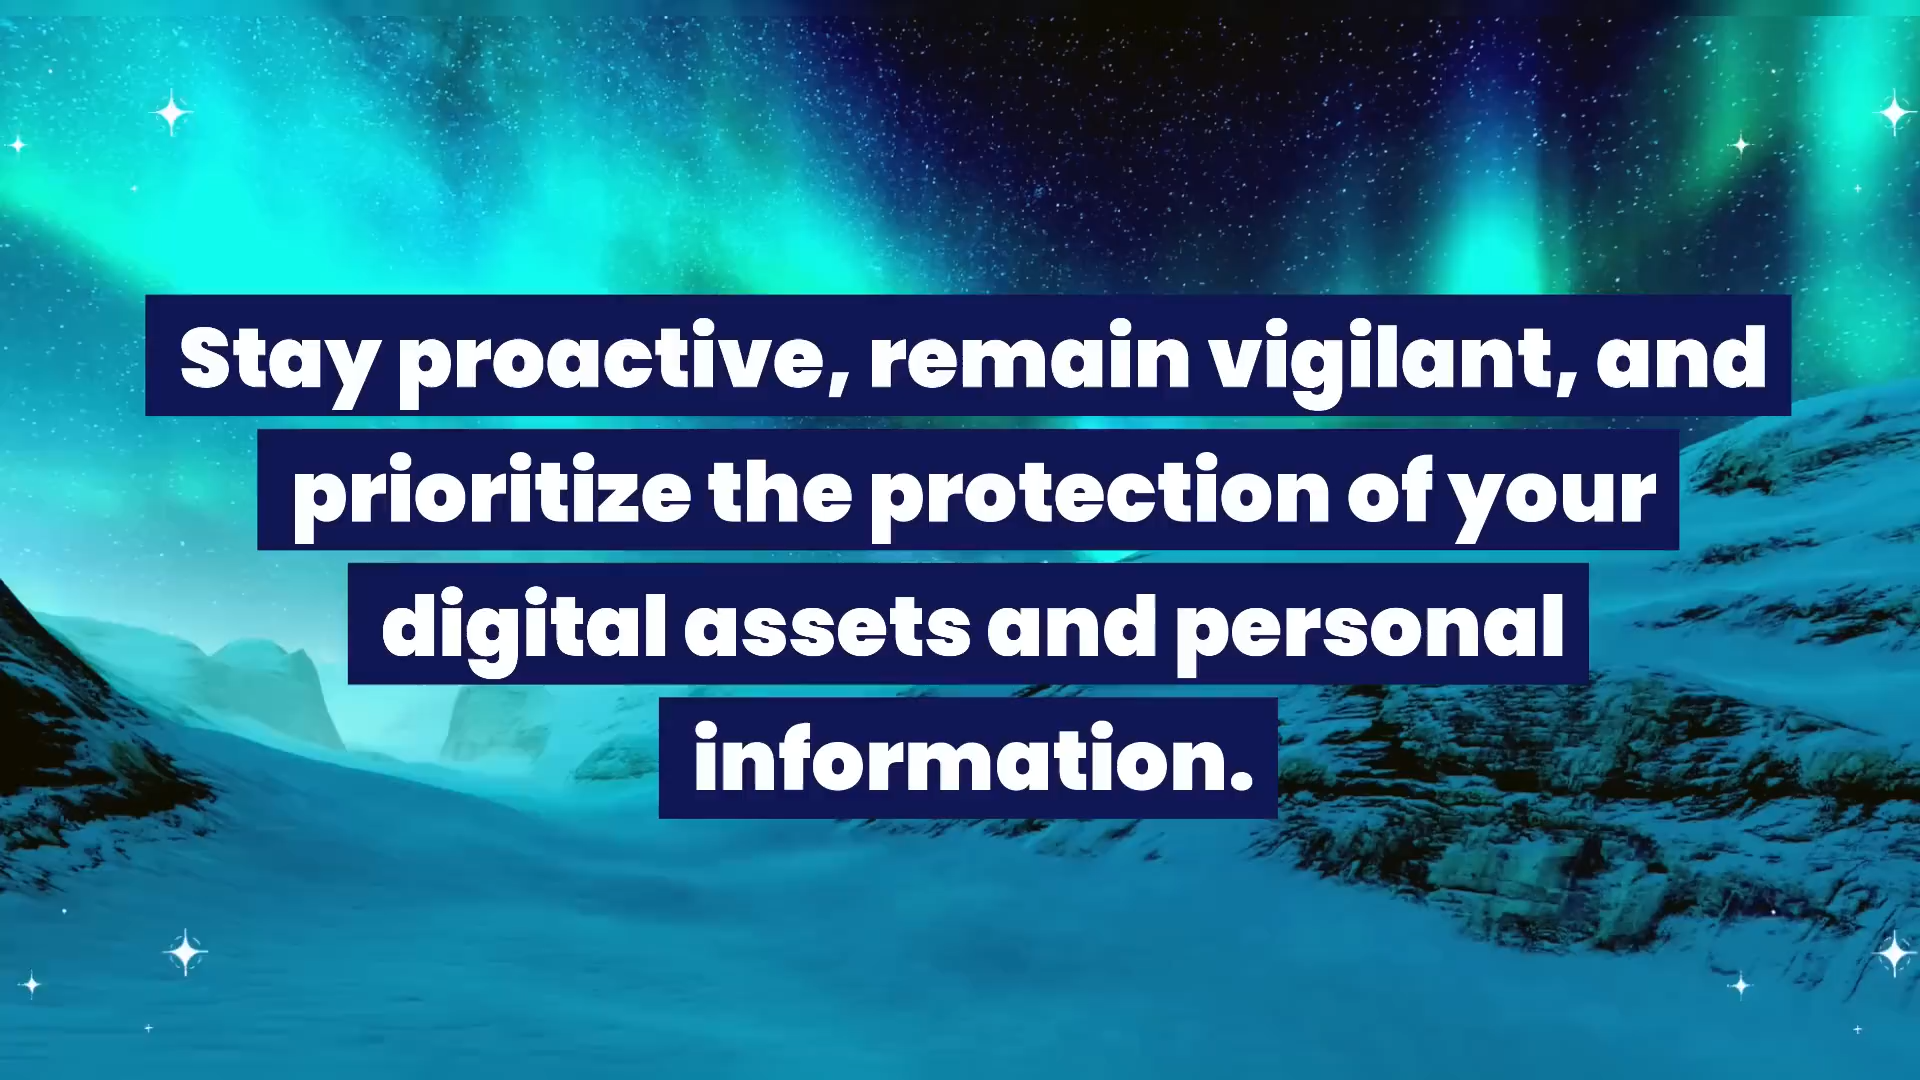 Stay proactive, remain vigilant, and
prioritize the protection of your
digital assets and personal
information.